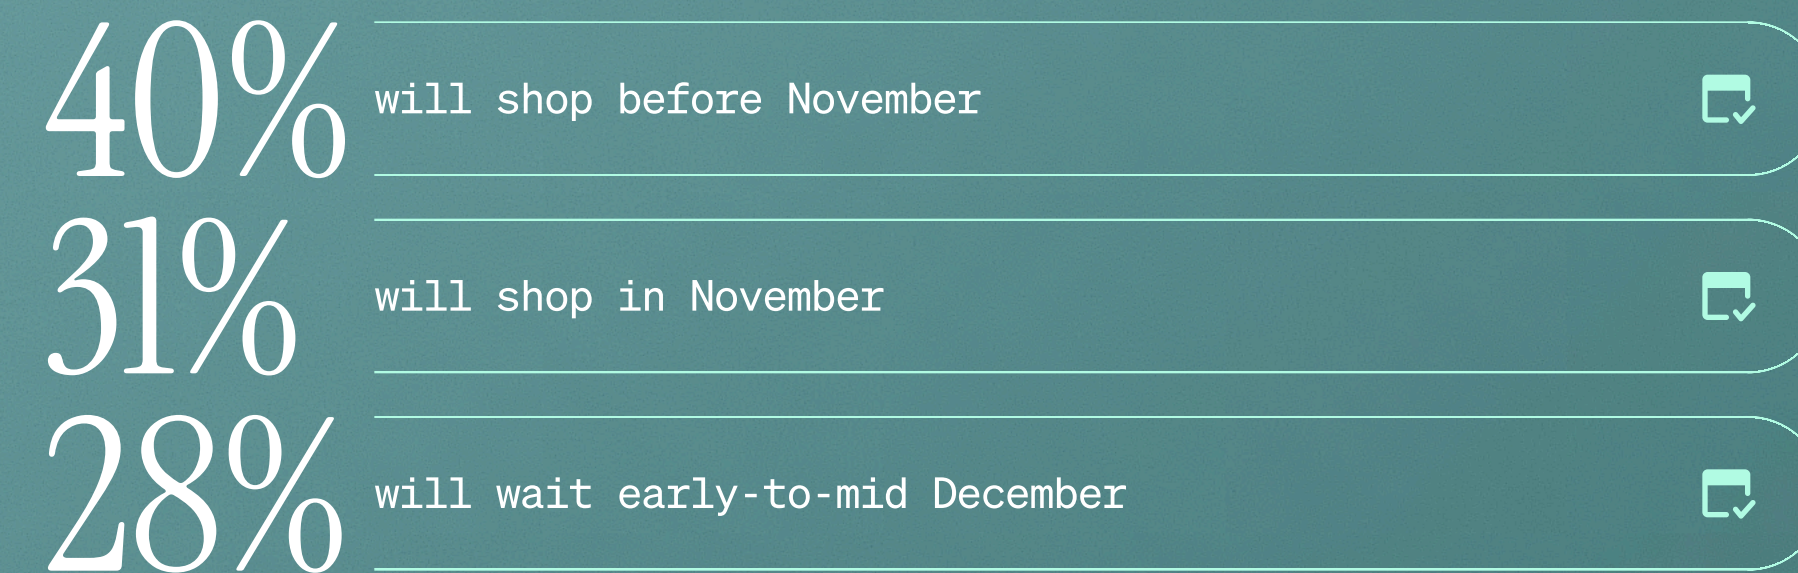 40% will shop before November
31% will shop in November
28% will wait early-to-mid December